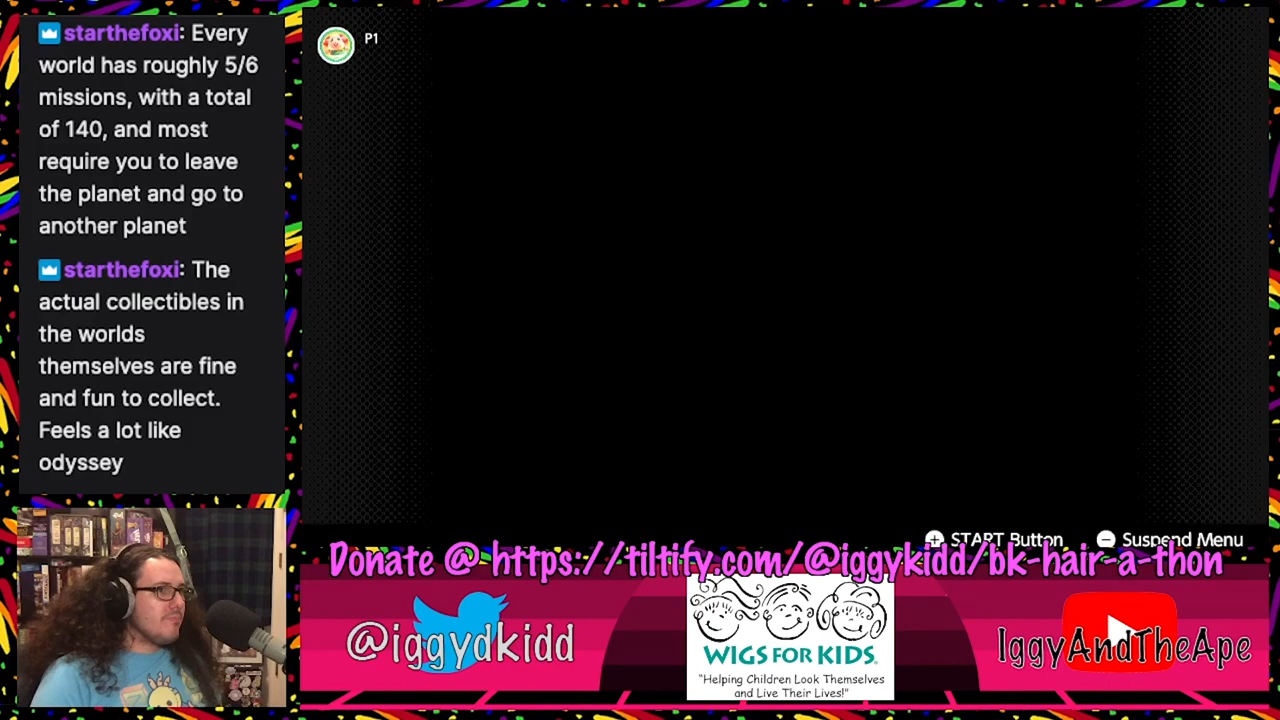 starthefoxi: Every
world has roughly 5/6
missions, with a total
of 140, and most
require you to leave
the planet and go to
another planet
starthefoxi: The
actual collectibles in
the worlds
themselves are fine
and fun to collect.
Feels a lot like
odyssey
P1
START Button
Suspend Menu
Donate @ https://tiltify.com/@iggykidd/bk-hair-a-thon
@iggydkidd
WIGS FOR KIDS.
"Helping Children Look Themselves
and Live Their Lives!"
IggyAndTheApe